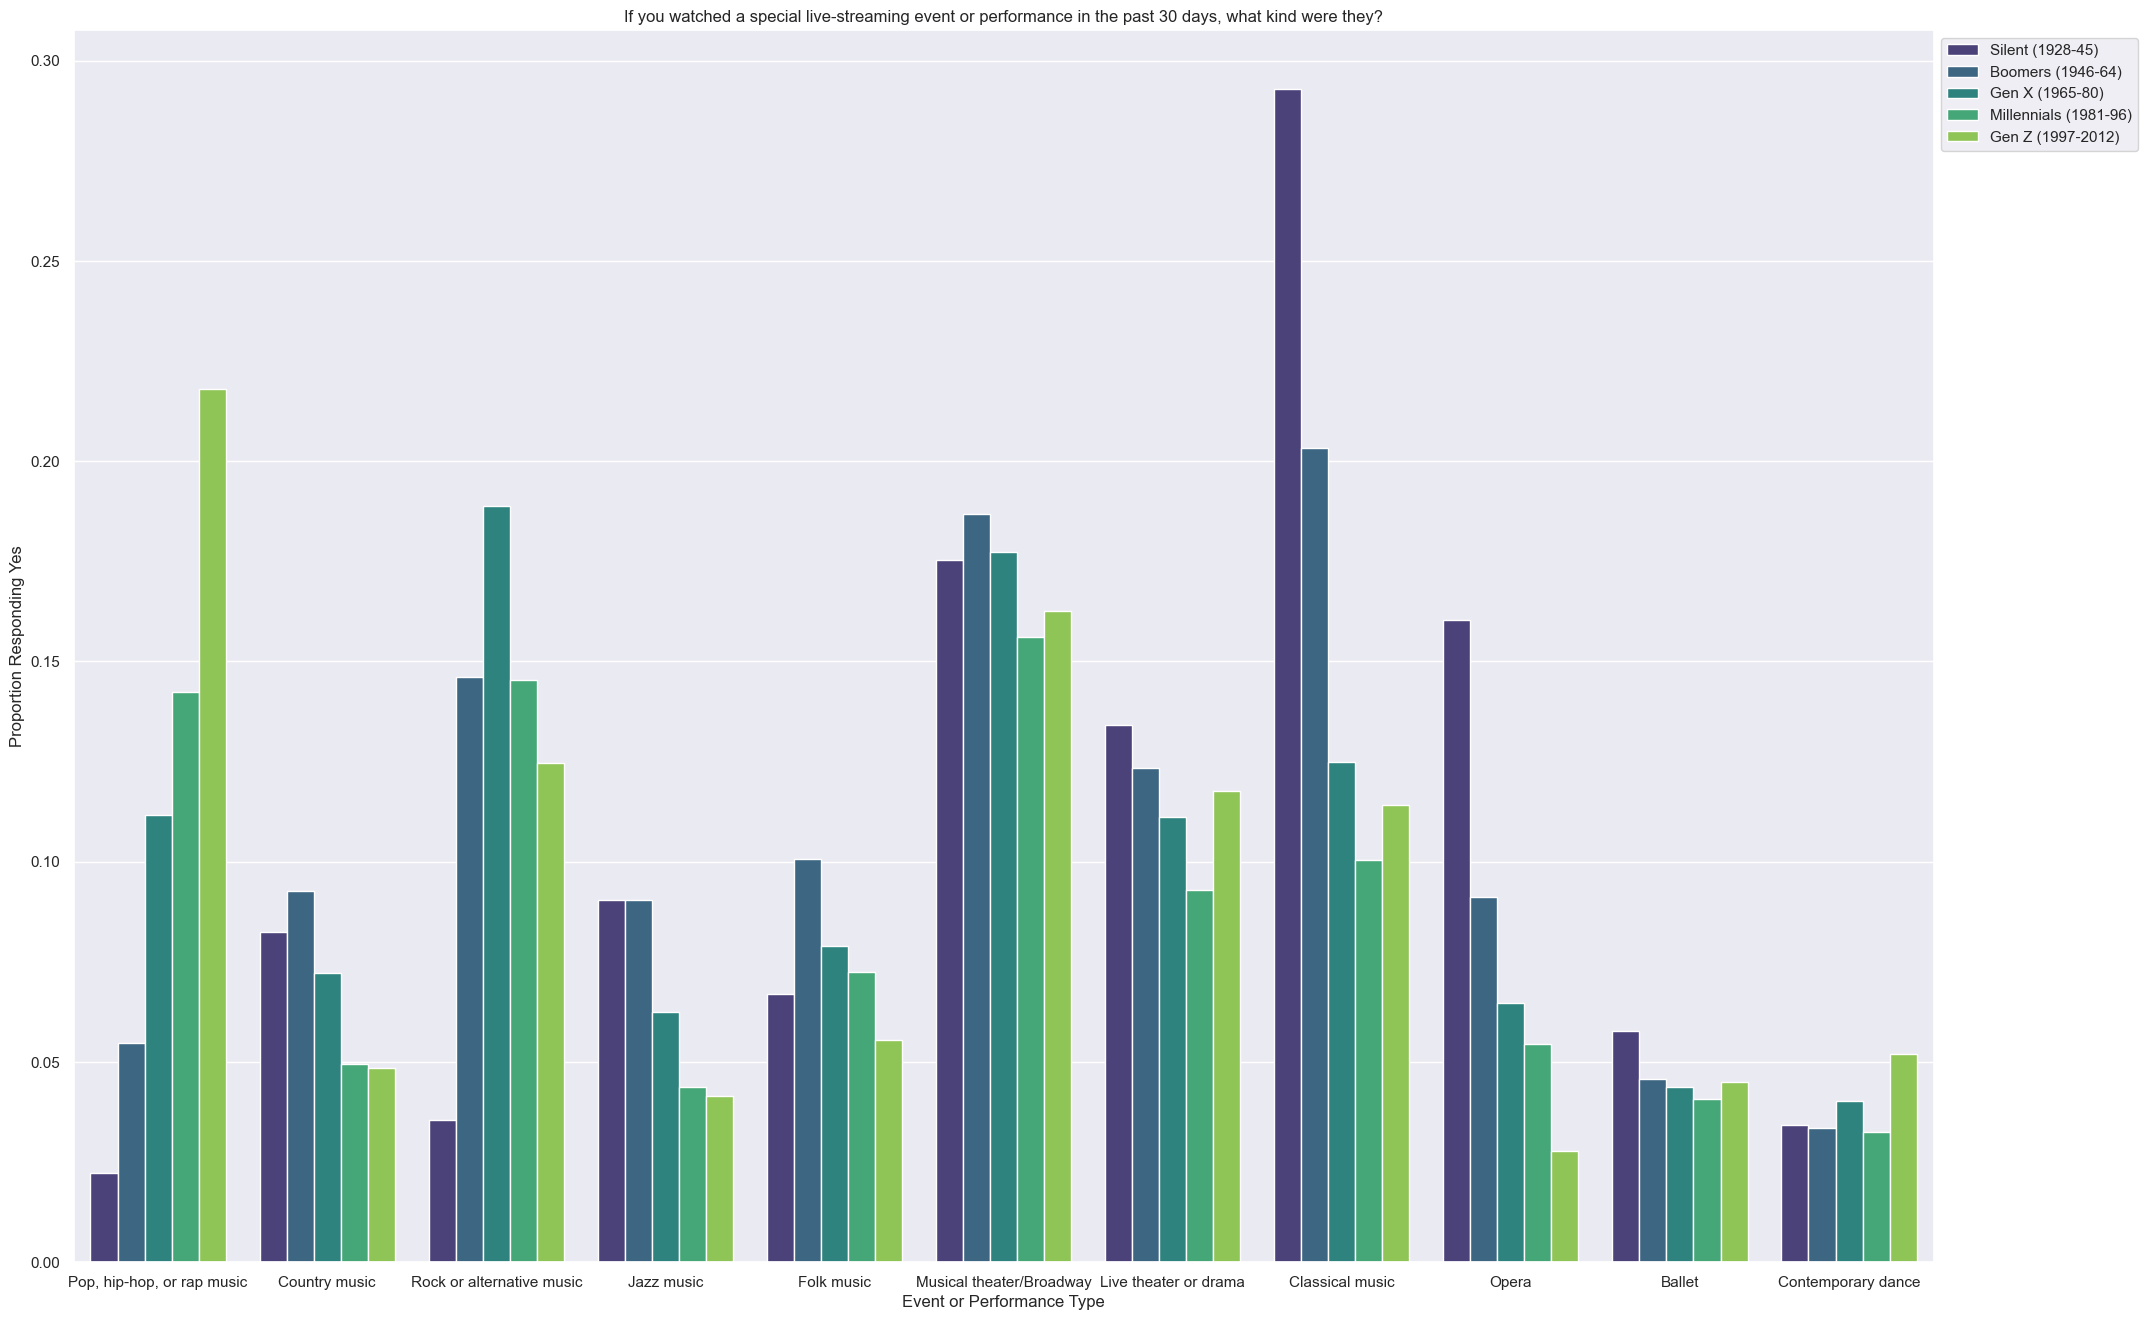 If you watched a special live-streaming event or performance in the past 30 days, what kind were they?
Silent (1928-45)
Boomers (1946-64)
Gen X (1965-80)
Millennials (1981-96)
Gen Z (1997-2012)
Proportion Responding Yes
0.30
0.25
0.20
0.15
0.10
0.05
0.00
Pop, hip-hop, or rap music
Country music
Rock or alternative music
Jazz music
Folk music
Musical theater/Broadway
Live theater or drama
Classical music
Opera
Ballet
Contemporary dance
Event or Performance Type